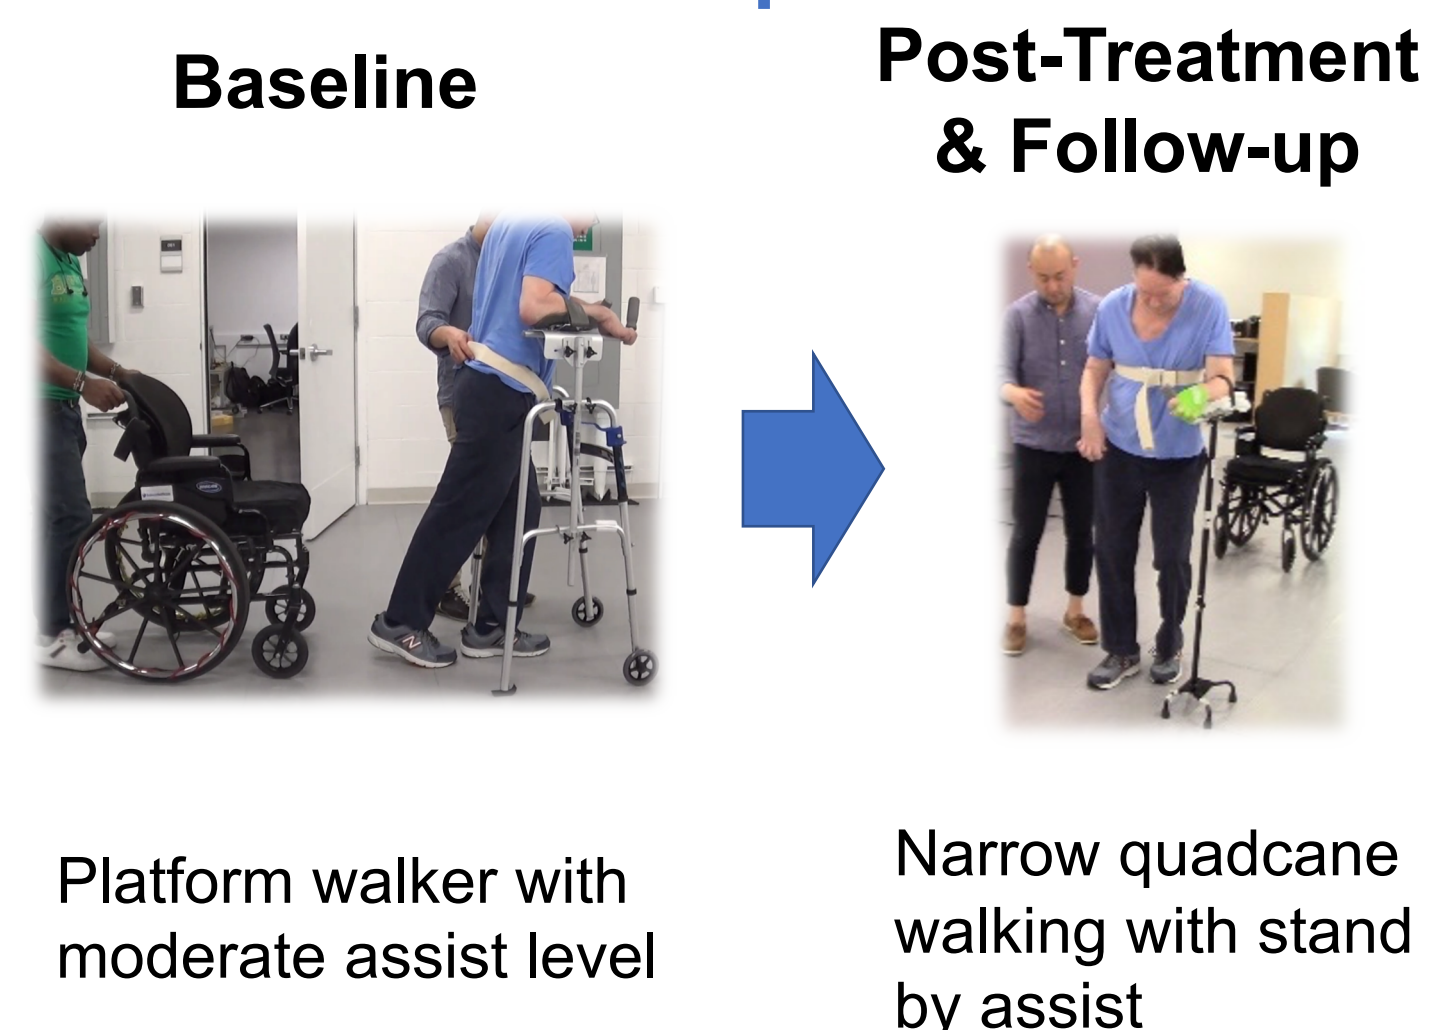 Baseline
Post-Treatment
& Follow-up
Platform walker with
moderate assist level
Narrow quadcane
walking with stand
by assist